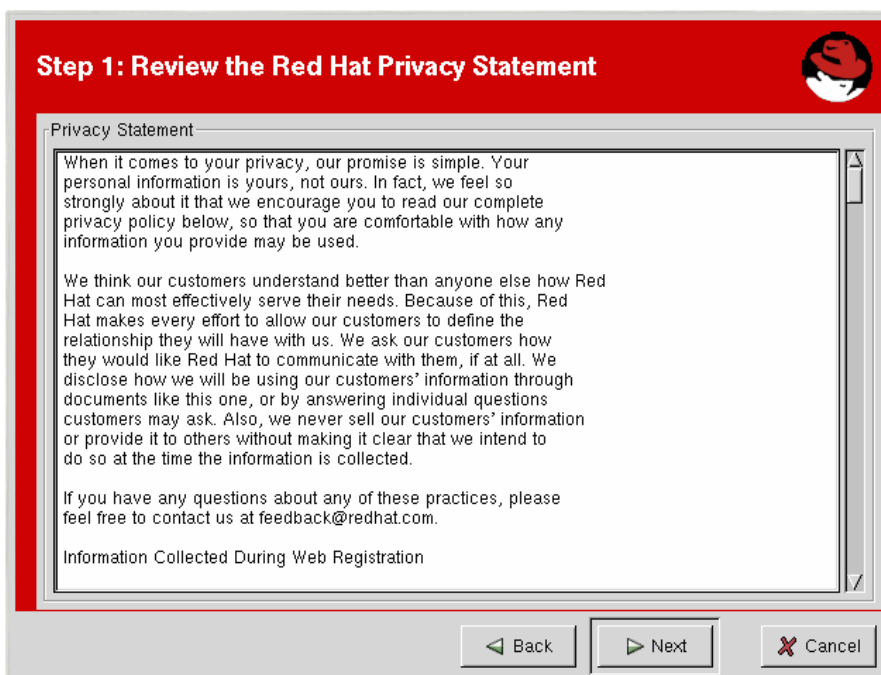 Step 1: Review the Red Hat Privacy Statement
Privacy Statement
When it comes to your privacy, our promise is simple. Your
personal information is yours, not ours. In fact, we feel so
strongly about it that we encourage you to read our complete
privacy policy below, so that you are comfortable with how any
information you provide may be used.
We think our customers understand better than anyone else how Red
Hat can most effectively serve their needs. Because of this, Red
Hat makes every effort to allow our customers to define the
relationship they will have with us. We ask our customers how
they would like Red Hat to communicate with them, if at all. We
disclose how we will be using our customers' information through
documents like this one, or by answering individual questions
customers may ask. Also, we never sell our customers' information
or provide it to others without making it clear that we intend to
do so at the time the information is collected.
If you have any questions about any of these practices, please
feel free to contact us at feedback@redhat.com.
Information Collected During Web Registration
Back
Next
Cancel